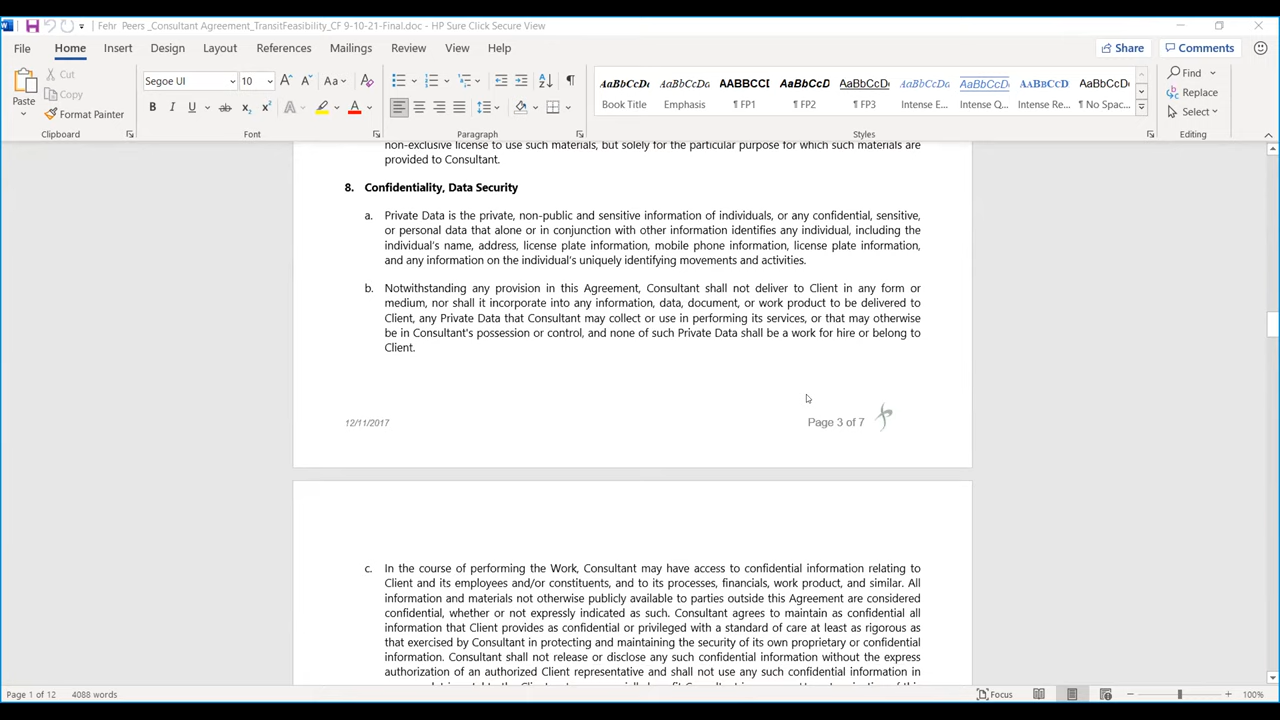 Fehr Peers _Consultant Agreement_TransitFeasibility_CF 9-10-21-Final.doc - HP Sure Click Secure View
File Home Insert Design Layout References Mailings Review View Help Share Comments
Paste
Cut
Copy
Format Painter
Clipboard
Segoe UI 10
Font
Paragraph
AaBbCcDc AaBbCcDc AABBCCI AaBbCcD AaBbCcDc AaBbCcDc AaBbCcDc AaBbCcD AaBbCcDc
Book Title Emphasis ¶ FP1 ¶ FP2 ¶ FP3 Intense E... Intense Q... Intense Re... ¶ No Spac...
Styles
Find
Replace
Select
Editing
non-exclusive license to use such materials, but solely for the particular purpose for which such materials are
provided to Consultant.
8. Confidentiality, Data Security
a. Private Data is the private, non-public and sensitive information of individuals, or any confidential, sensitive,
or personal data that alone or in conjunction with other information identifies any individual, including the
individual's name, address, license plate information, mobile phone information, license plate information,
and any information on the individual's uniquely identifying movements and activities.
b. Notwithstanding any provision in this Agreement, Consultant shall not deliver to Client in any form or
medium, nor shall it incorporate into any information, data, document, or work product to be delivered to
Client, any Private Data that Consultant may collect or use in performing its services, or that may otherwise
be in Consultant's possession or control, and none of such Private Data shall be a work for hire or belong to
Client.
12/11/2017
Page 3 of 7
c. In the course of performing the Work, Consultant may have access to confidential information relating to
Client and its employees and/or constituents, and to its processes, financials, work product, and similar. All
information and materials not otherwise publicly available to parties outside this Agreement are considered
confidential, whether or not expressly indicated as such. Consultant agrees to maintain as confidential all
information that Client provides as confidential or privileged with a standard of care at least as rigorous as
that exercised by Consultant in protecting and maintaining the security of its own proprietary or confidential
information. Consultant shall not release or disclose any such confidential information without the express
authorization of an authorized Client representative and shall not use any such confidential information in
Page 1 of 12 4088 words Focus 100%